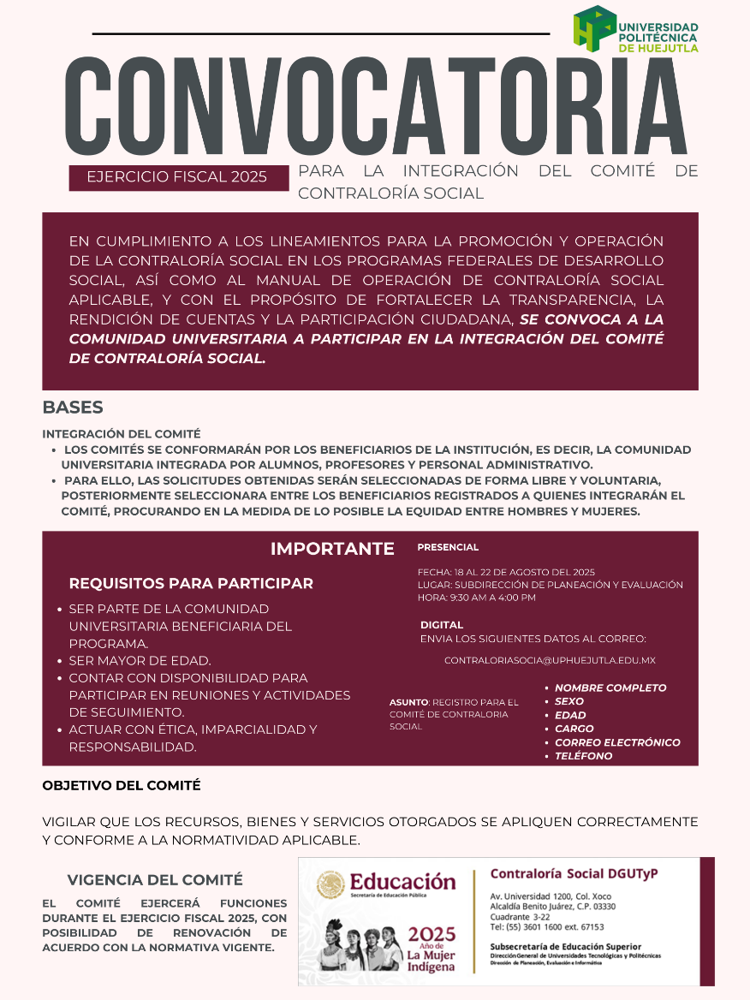 UNIVERSIDAD
POLITÉCNICA
DE HUEJUTLA
CONVOCATORIA
EJERCICIO FISCAL 2025
PARA LA INTEGRACIÓN DEL COMITÉ DE
CONTRALORÍA SOCIAL
EN CUMPLIMIENTO A LOS LINEAMIENTOS PARA LA PROMOCIÓN Y OPERACIÓN
DE LA CONTRALORÍA SOCIAL EN LOS PROGRAMAS FEDERALES DE DESARROLLO
SOCIAL, ASÍ COMO AL MANUAL DE OPERACIÓN DE CONTRALORÍA SOCIAL
APLICABLE, Y CON EL PROPÓSITO DE FORTALECER LA TRANSPARENCIA, LA
RENDICIÓN DE CUENTAS Y LA PARTICIPACIÓN CIUDADANA, SE CONVOCA A LA
COMUNIDAD UNIVERSITARIA A PARTICIPAR EN LA INTEGRACIÓN DEL COMITÉ
DE CONTRALORÍA SOCIAL.
BASES
INTEGRACIÓN DEL COMITÉ
• LOS COMITÉS SE CONFORMARÁN POR LOS BENEFICIARIOS DE LA INSTITUCIÓN, ES DECIR, LA COMUNIDAD
UNIVERSITARIA INTEGRADA POR ALUMNOS, PROFESORES Y PERSONAL ADMINISTRATIVO.
• PARA ELLO, LAS SOLICITUDES OBTENIDAS SERÁN SELECCIONADAS DE FORMA LIBRE Y VOLUNTARIA,
POSTERIORMENTE SELECCIONARA ENTRE LOS BENEFICIARIOS REGISTRADOS A QUIENES INTEGRARÁN EL
COMITÉ, PROCURANDO EN LA MEDIDA DE LO POSIBLE LA EQUIDAD ENTRE HOMBRES Y MUJERES.
IMPORTANTE
REQUISITOS PARA PARTICIPAR
• SER PARTE DE LA COMUNIDAD
UNIVERSITARIA BENEFICIARIA DEL
PROGRAMA.
• SER MAYOR DE EDAD.
• CONTAR CON DISPONIBILIDAD PARA
PARTICIPAR EN REUNIONES Y ACTIVIDADES
DE SEGUIMIENTO.
• ACTUAR CON ÉTICA, IMPARCIALIDAD Y
RESPONSABILIDAD.
PRESENCIAL
FECHA: 18 AL 22 DE AGOSTO DEL 2025
LUGAR: SUBDIRECCIÓN DE PLANEACIÓN Y EVALUACIÓN
HORA: 9:30 AM A 4:00 PM
DIGITAL
ENVIA LOS SIGUIENTES DATOS AL CORREO:
CONTRALORIASOCIA@UPHUEJUTLA.EDU.MX
ASUNTO: REGISTRO PARA EL
COMITÉ DE CONTRALORIA
SOCIAL
• NOMBRE COMPLETO
• SEXO
• EDAD
• CARGO
• CORREO ELECTRÓNICO
• TELÉFONO
OBJETIVO DEL COMITÉ
VIGILAR QUE LOS RECURSOS, BIENES Y SERVICIOS OTORGADOS SE APLIQUEN CORRECTAMENTE
Y CONFORME A LA NORMATIVIDAD APLICABLE.
VIGENCIA DEL COMITÉ
EL COMITÉ EJERCERÁ FUNCIONES
DURANTE EL EJERCICIO FISCAL 2025, CON
POSIBILIDAD DE RENOVACIÓN DE
ACUERDO CON LA NORMATIVA VIGENTE.
Educación
Secretaría de Educación Pública
2025
Año de
La Mujer
Indígena
Contraloría Social DGUTyP
Av. Universidad 1200, Col. Xoco
Alcaldía Benito Juárez, C.P. 03330
Cuadrante 3-22
Tel: (55) 3601 1600 ext. 67153
Subsecretaría de Educación Superior
Dirección General de Universidades Tecnológicas y Politécnicas
Dirección de Planeación, Evaluación e Informática